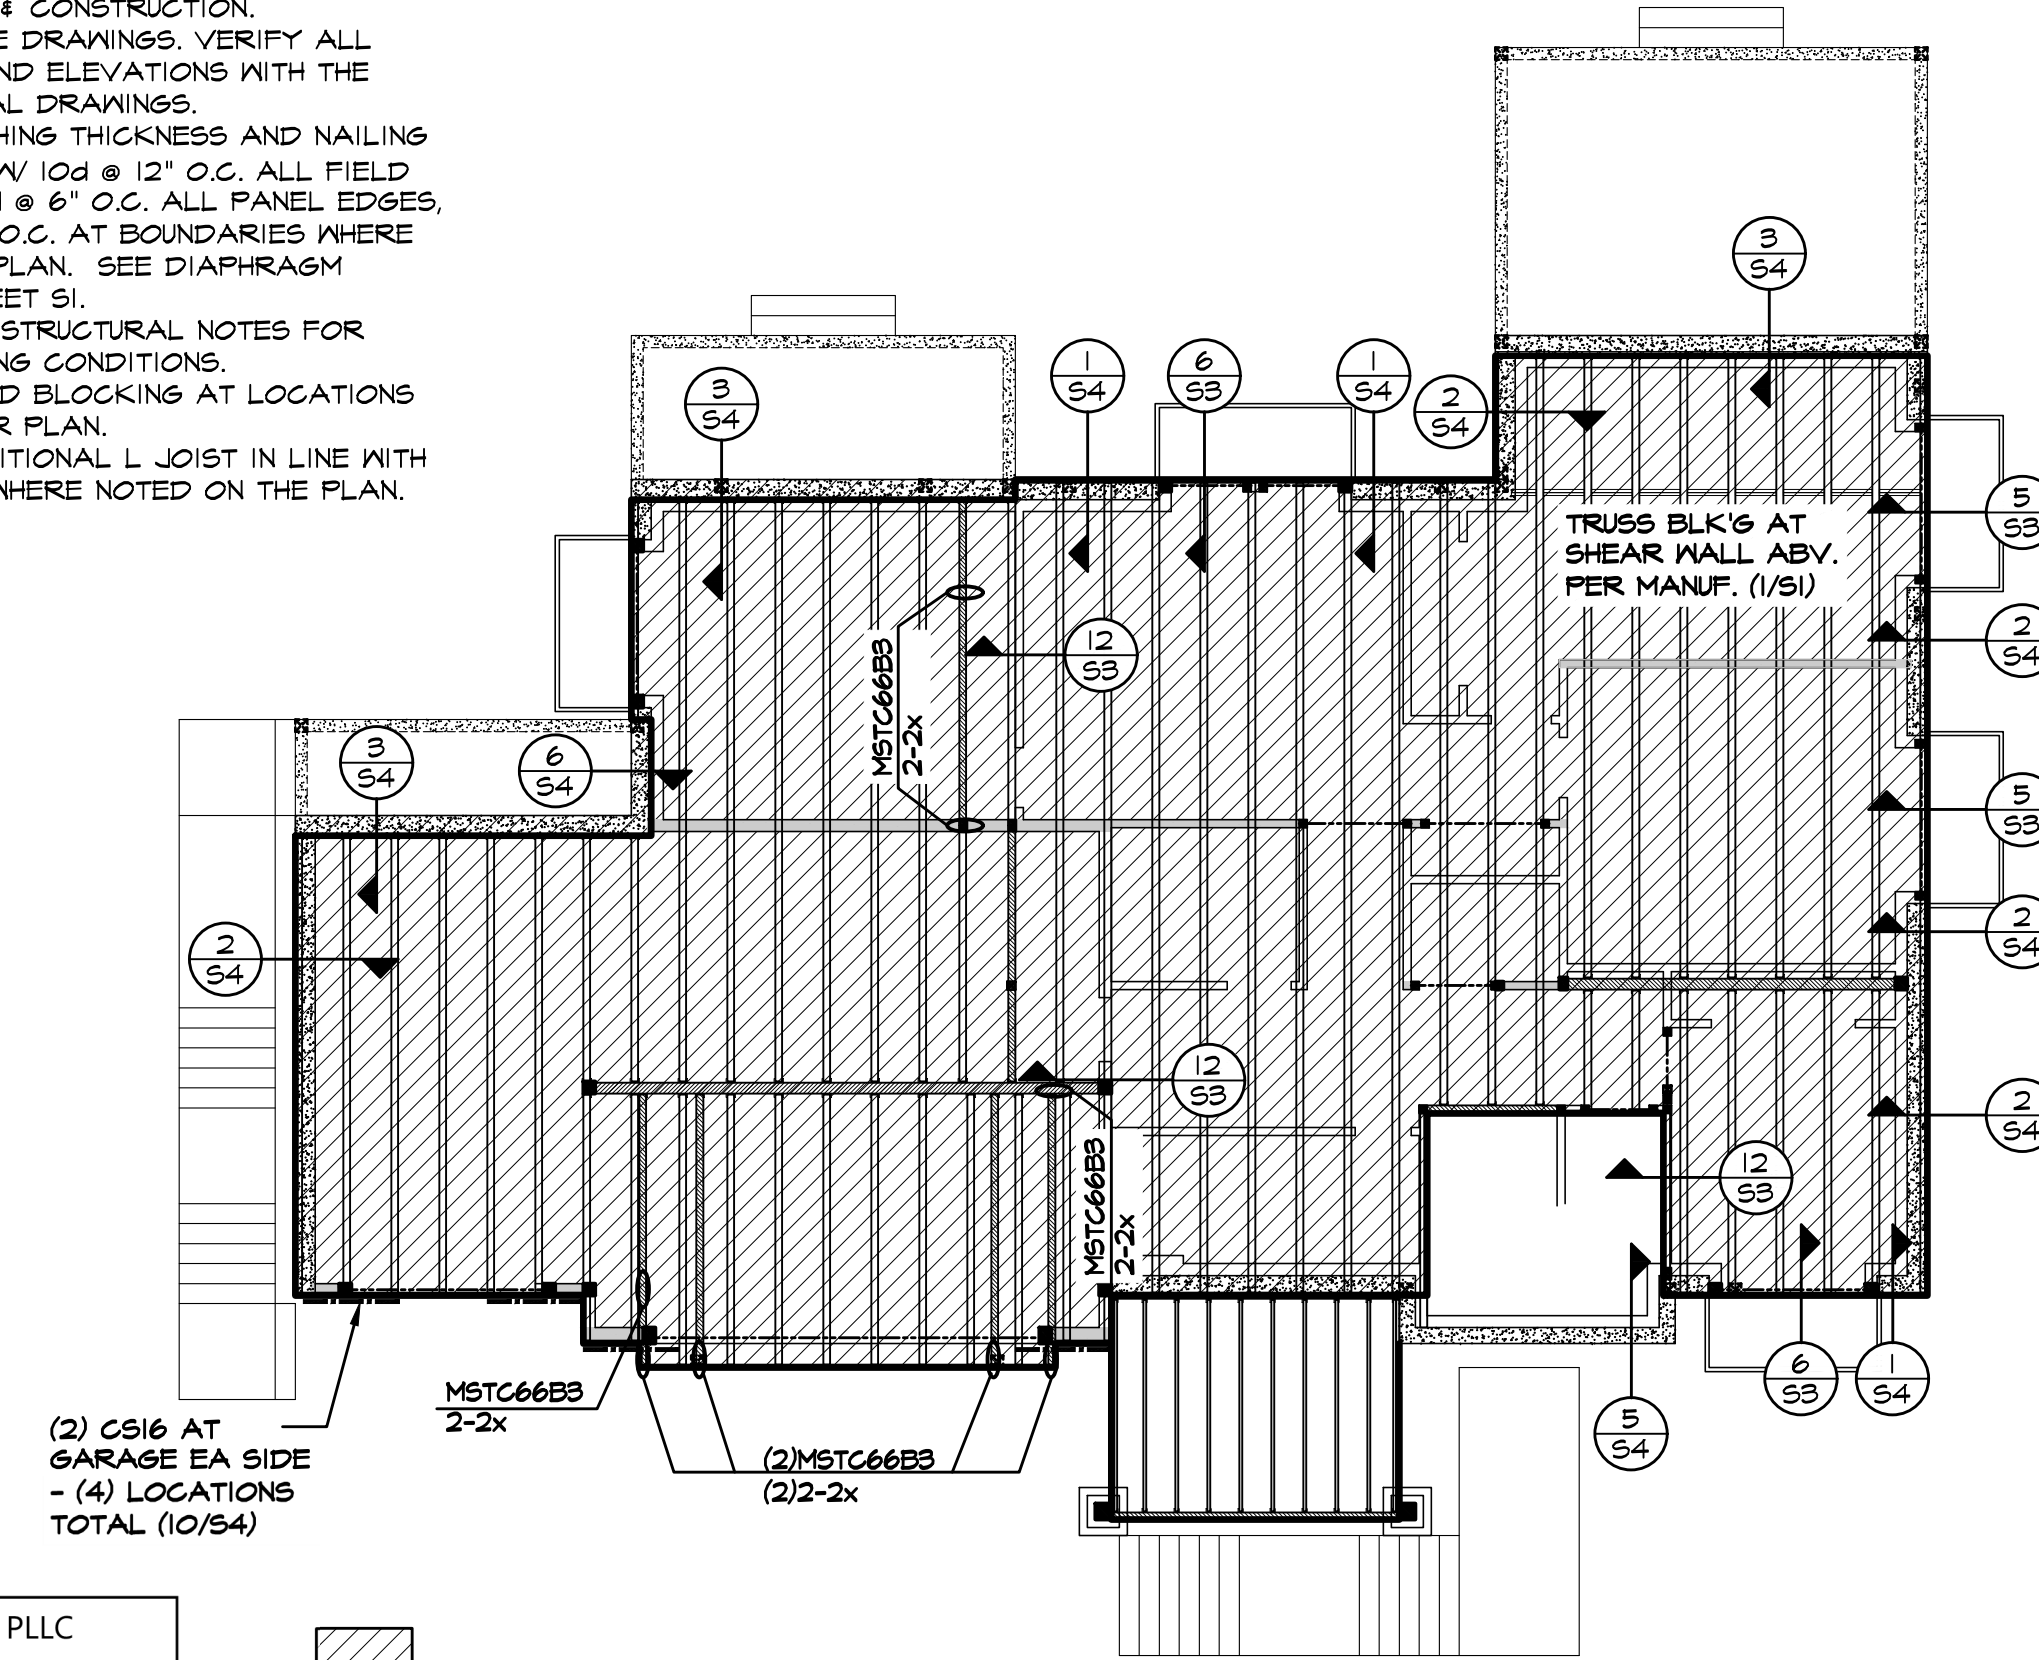 & CONSTRUCTION.
DRAWINGS. VERIFY ALL
ELEVATIONS WITH THE
DRAWINGS.
THICKNESS AND NAILING
W/ 10d @ 12" O.C. ALL FIELD
@ 6" O.C. ALL PANEL EDGES,
O.C. AT BOUNDARIES WHERE
PLAN. SEE DIAPHRAGM
S1.
STRUCTURAL NOTES FOR
CONDITIONS.
BLOCKING AT LOCATIONS
PLAN.
L JOIST IN LINE WITH
WHERE NOTED ON THE PLAN.
3
S4
3
S4
1
S4
6
S3
1
S4
2
S4
5
S3
TRUSS BLK'G AT
SHEAR WALL ABV.
PER MANUF. (1/S1)
2
S4
12
S3
MSTC66B3
2-2x
3
S4
6
S4
5
S3
2
S4
2
S4
12
S3
2
S4
12
S3
MSTC66B3
2-2x
6
S3
1
S4
5
S4
MSTC66B3
2-2x
(2)MSTC66B3
(2)2-2x
(2) CS16 AT
GARAGE EA SIDE
- (4) LOCATIONS
TOTAL (10/S4)
PLLC